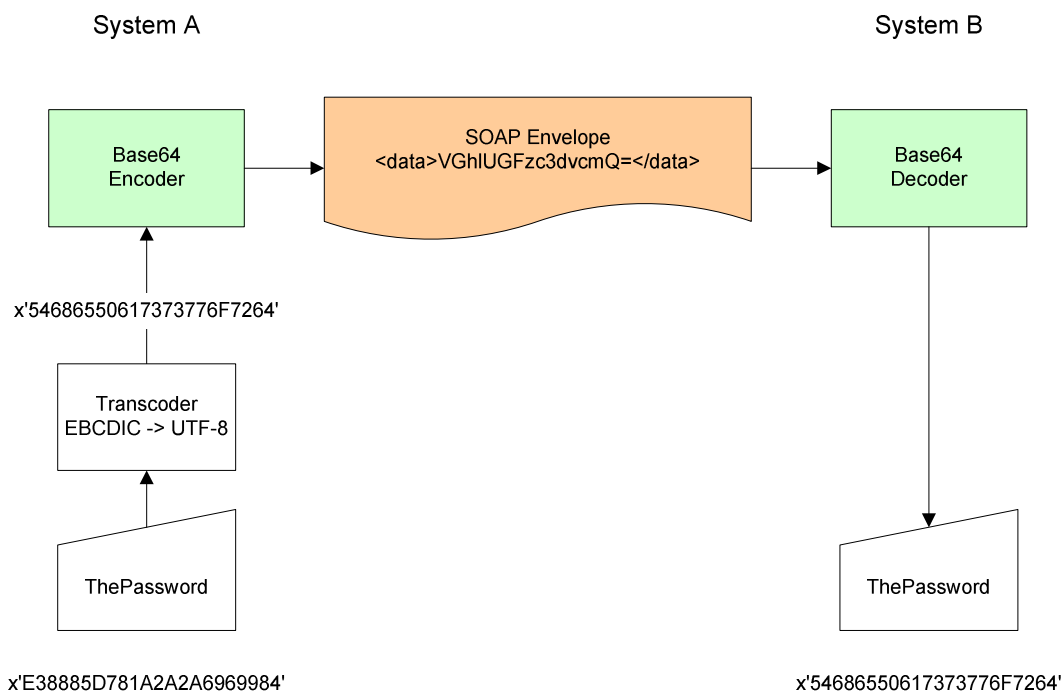 System A
System B
Base64
Encoder
SOAP Envelope
<data>VGhlUGFzc3dvcmQ=</data>
Base64
Decoder
x'54686550617373776F7264'
Transcoder
EBCDIC -> UTF-8
ThePassword
ThePassword
x'E38885D781A2A2A6969984'
x'54686550617373776F7264'